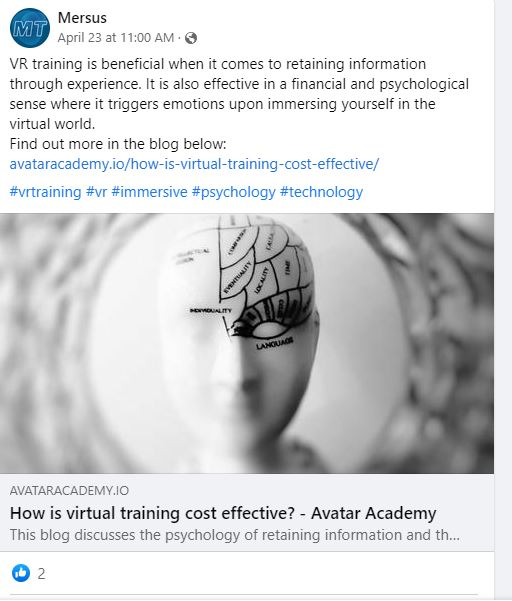 MT
Mersus
April 23 at 11:00 AM ·
VR training is beneficial when it comes to retaining information
through experience. It is also effective in a financial and psychological
sense where it triggers emotions upon immersing yourself in the
virtual world.
Find out more in the blog below:
avataracademy.io/how-is-virtual-training-cost-effective/
#vrtraining #vr #immersive #psychology #technology
COMPARISON
EVENTUALITY
LOCALITY
TIME
INDIVIDUALITY
LANGUAGE
AVATARACADEMY.IO
How is virtual training cost effective? - Avatar Academy
This blog discusses the psychology of retaining information and th...
2